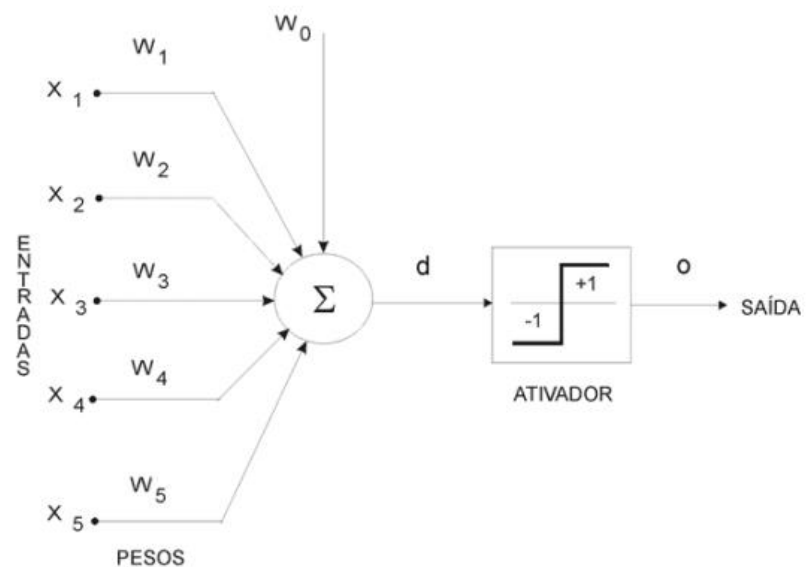 W0
W1
X1
W2
X2
ENTRADAS
W3
X3
Σ
d
+1
-1
o
SAÍDA
ATIVADOR
W4
X4
W5
X5
PESOS